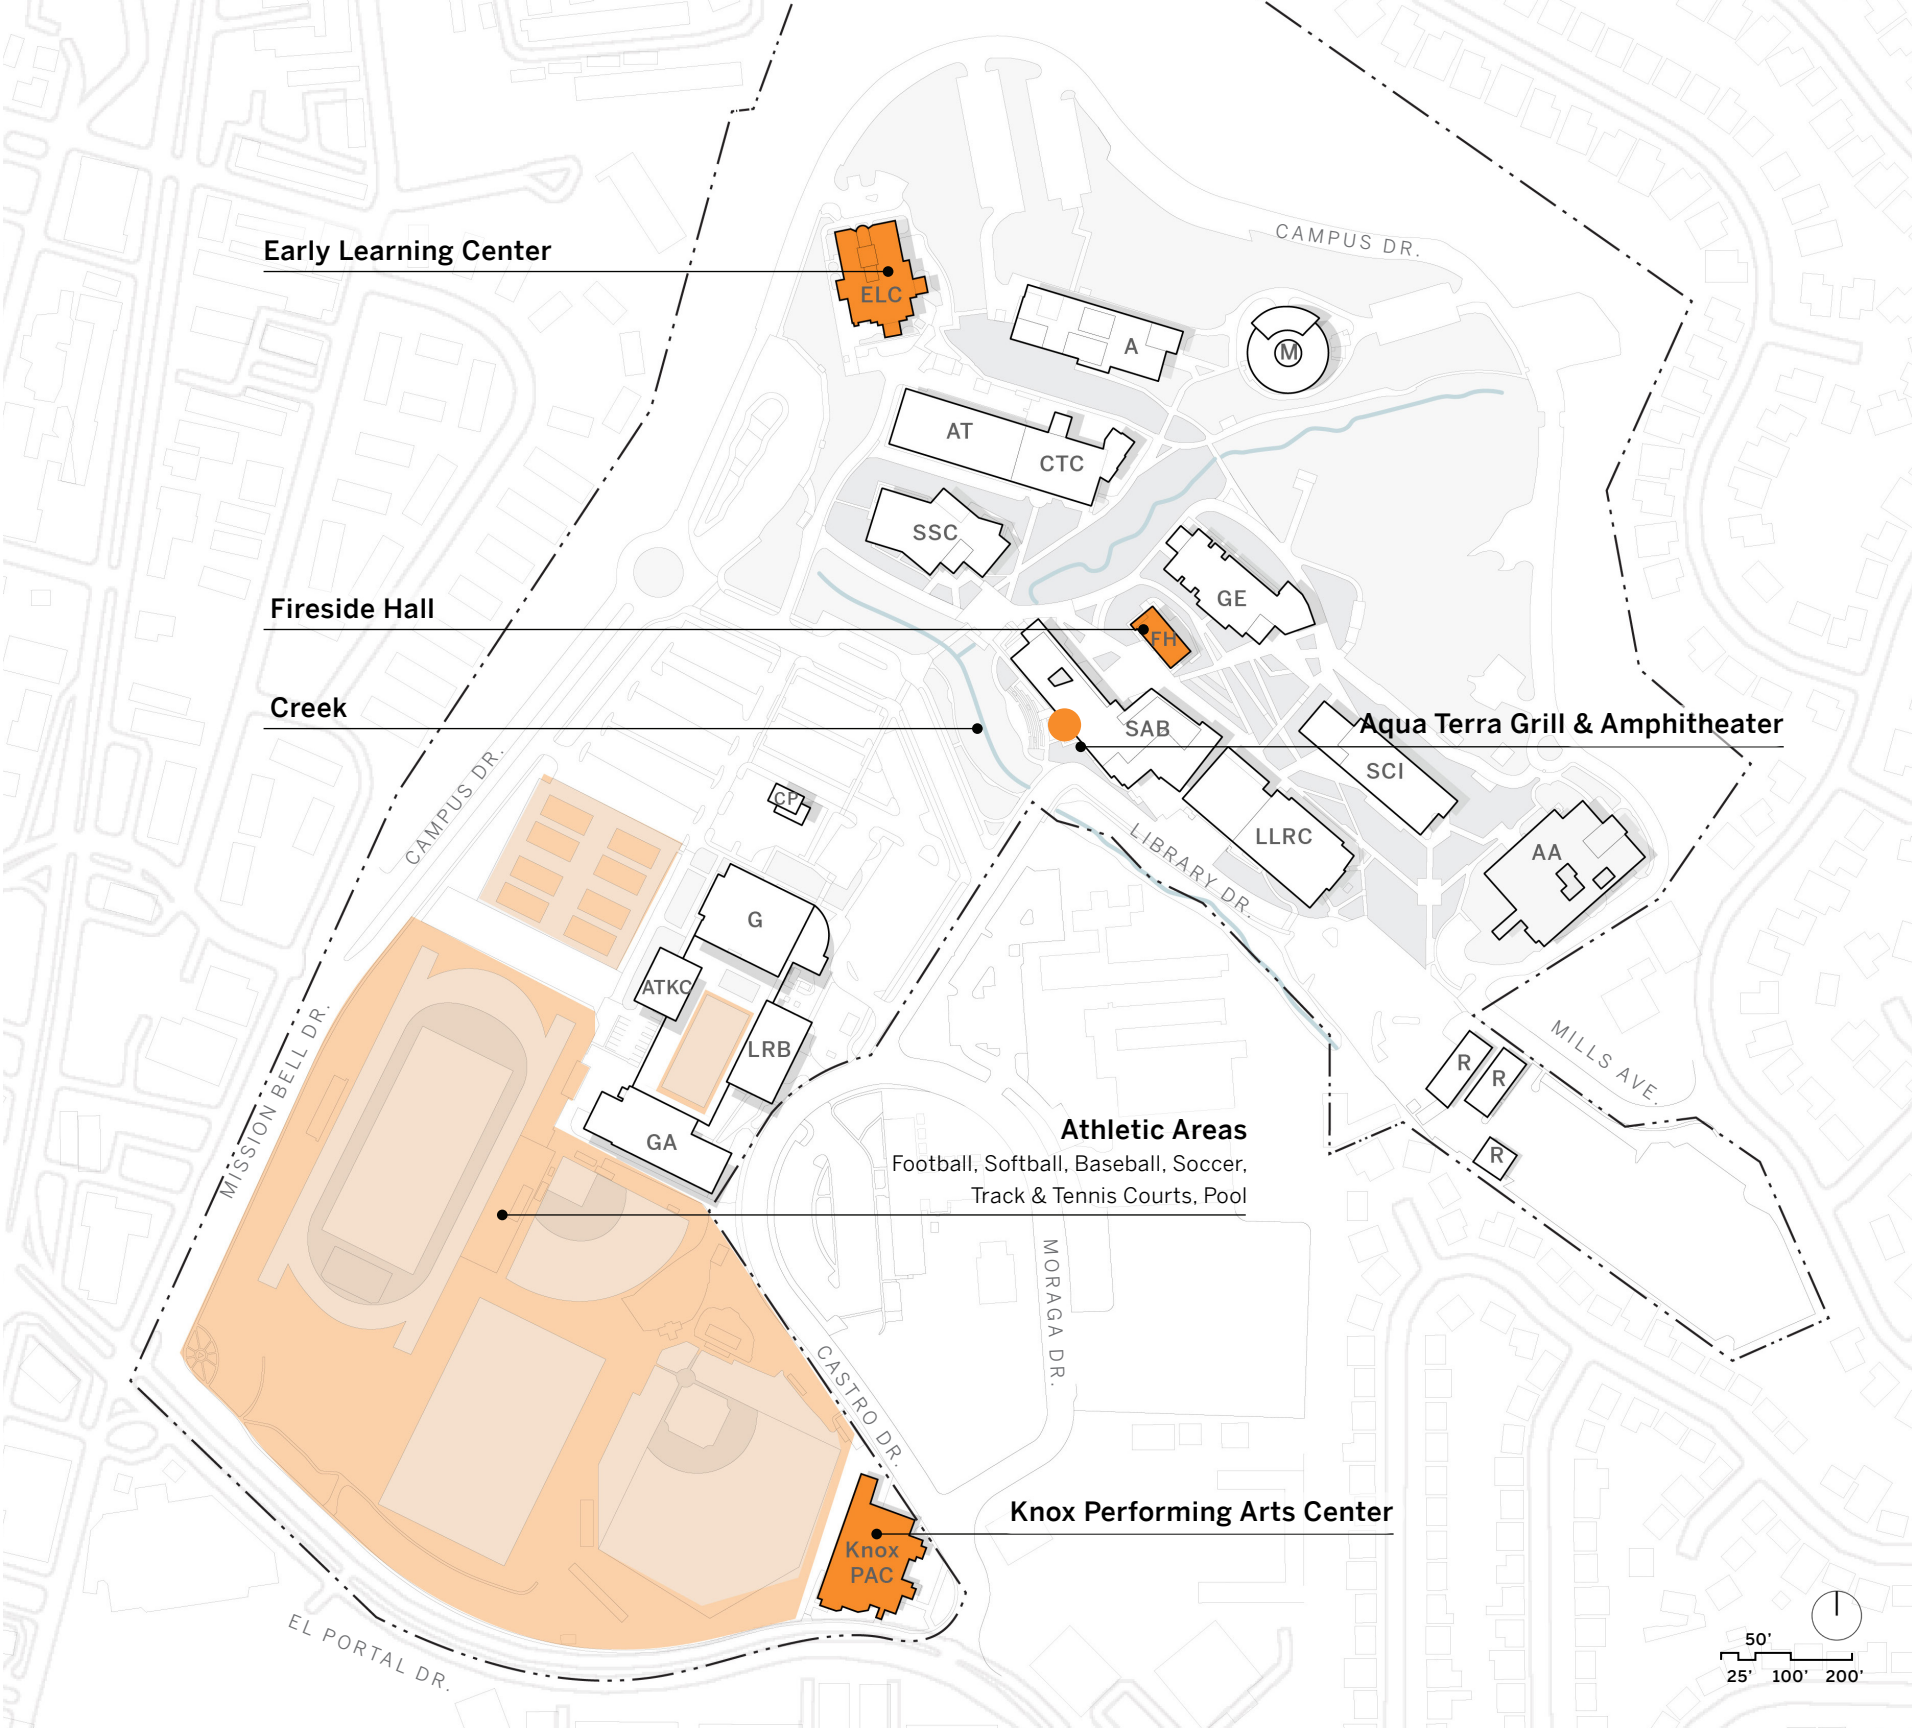 CAMPUS DR.
Early Learning Center
ELC
A
M
AT
CTC
SSC
GE
Fireside Hall
FH
Creek
SAB
Aqua Terra Grill & Amphitheater
SCI
CAMPUS DR.
CP
LIBRARY DR.
LLRC
AA
G
ATKC
LRB
MISSION BELL DR.
MILLS AVE.
R
R
R
GA
Athletic Areas
Football, Softball, Baseball, Soccer,
Track & Tennis Courts, Pool
MORAGA DR.
CASTRO DR.
Knox Performing Arts Center
Knox
PAC
EL PORTAL DR.
50'
25' 100' 200'